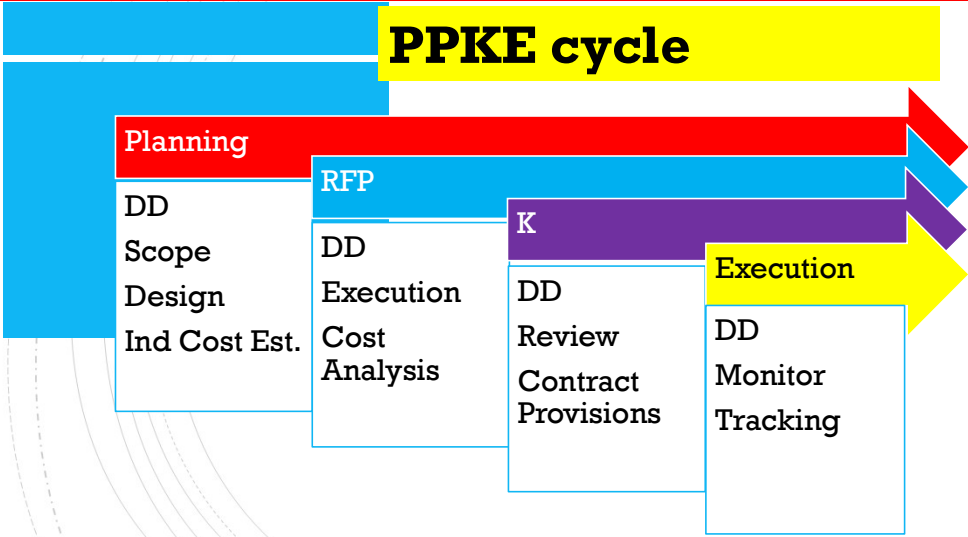 PPKE cycle
Planning
DD
Scope
Design
Ind Cost Est.
RFP
DD
Execution
Cost
Analysis
K
DD
Review
Contract
Provisions
Execution
DD
Monitor
Tracking